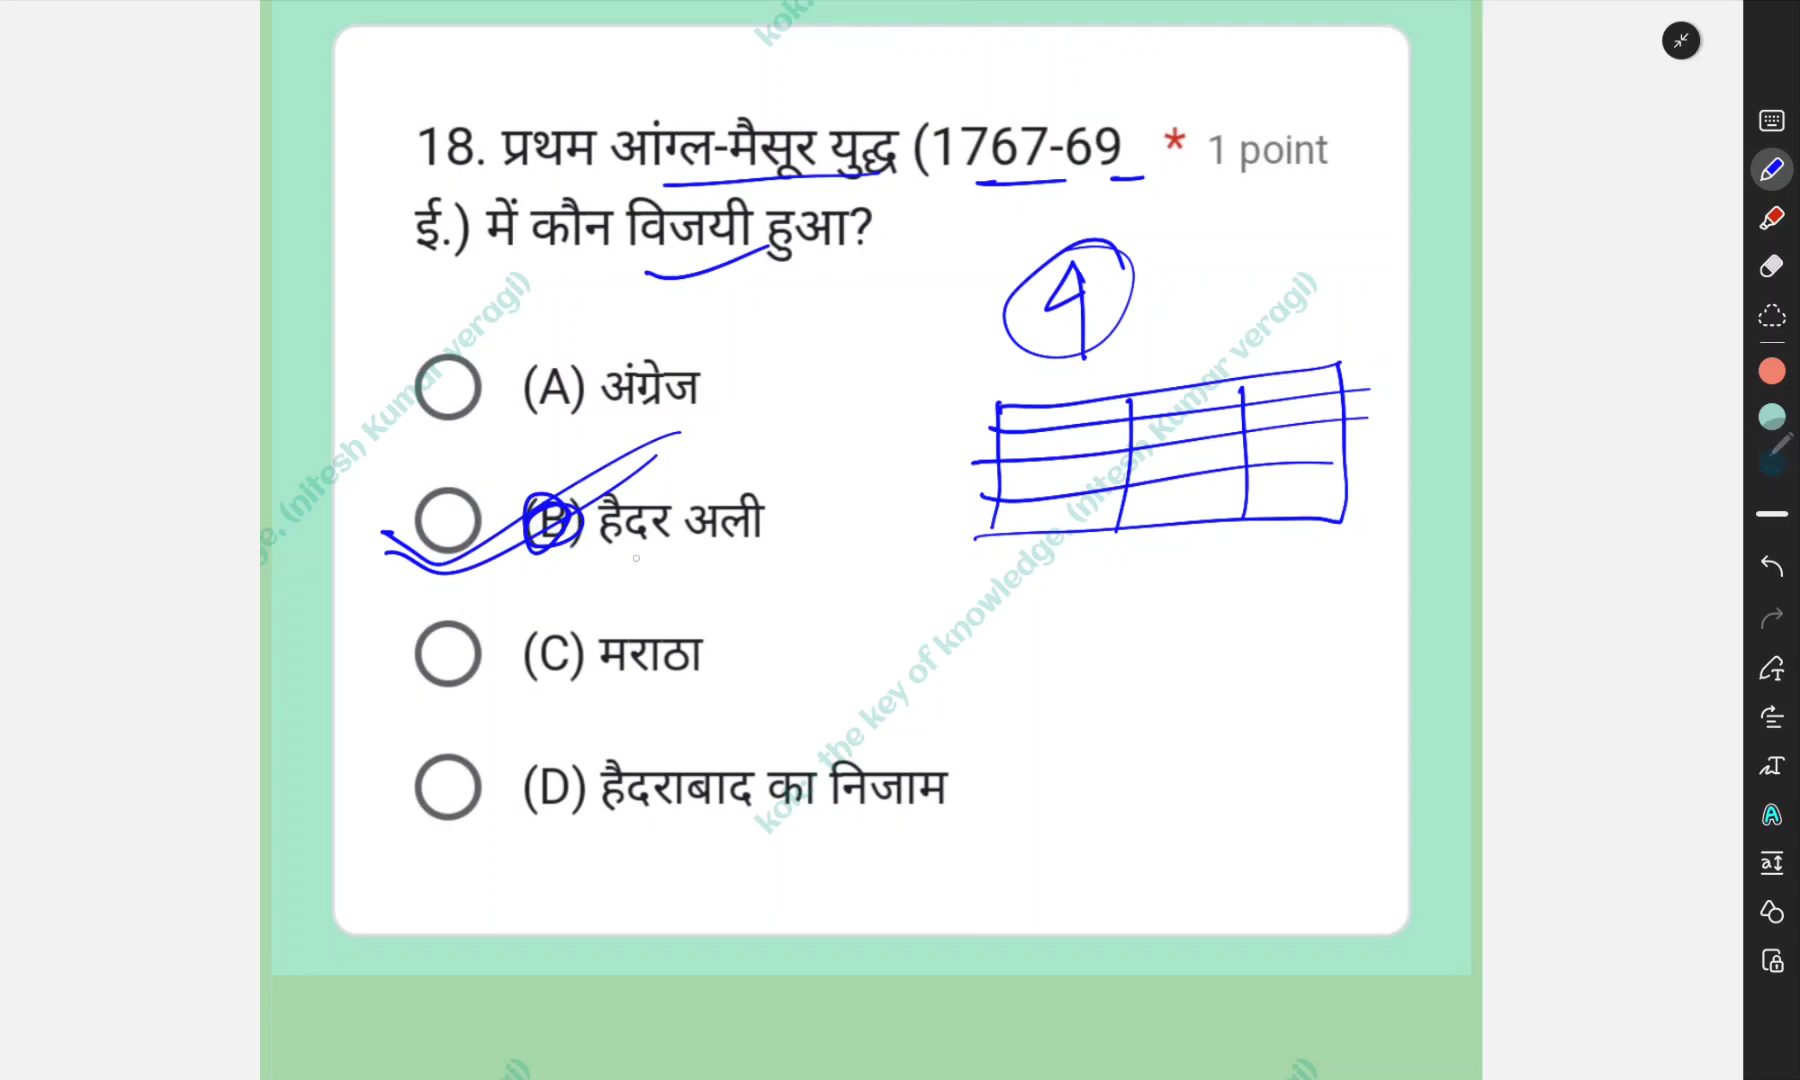 18. प्रथम आंग्ल-मैसूर युद्ध (1767-69 * 1 point
ई.) में कौन विजयी हुआ?
4
(A) अंग्रेज
(B) हैदर अली
(C) मराठा
(D) हैदराबाद का निजाम
kok. the key of knowledge, (nitesh Kumar veragi)